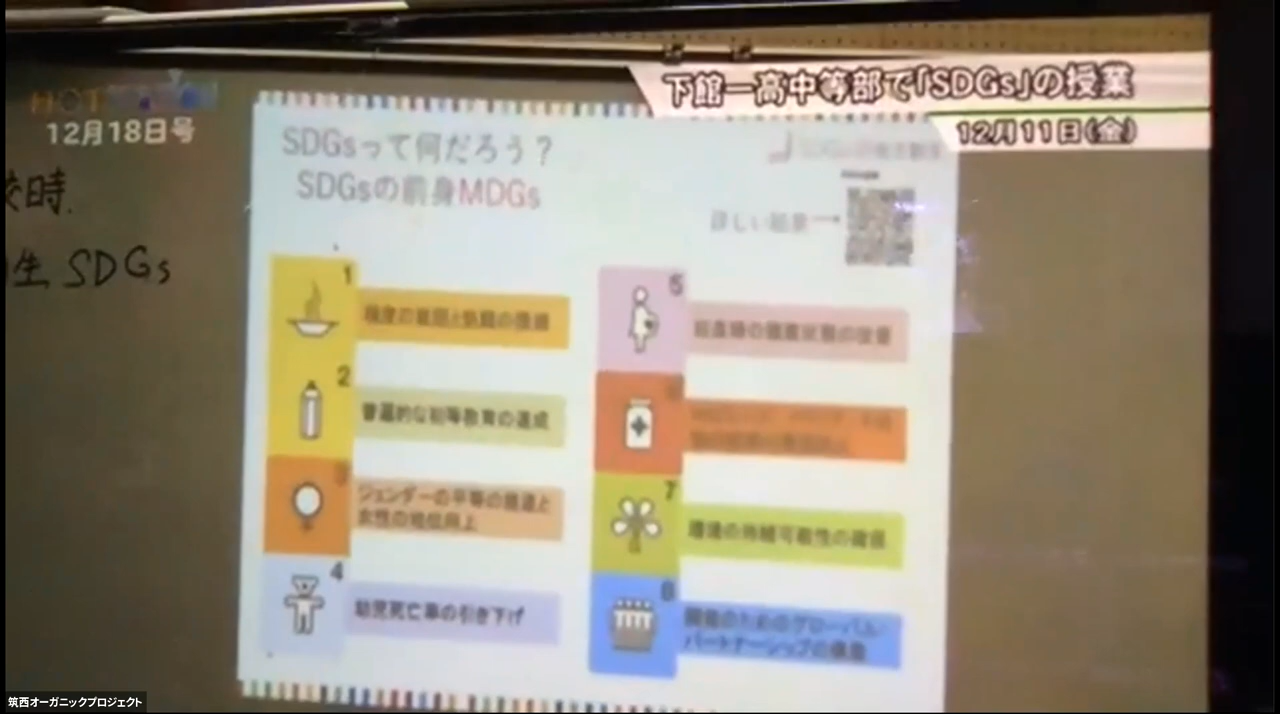 下館一高中等部で「SDGs」の授業
12月11日(金)
HOT
12月18日号
校時.
生 SDGs
SDGsって何だろう？
SDGsの前身MDGs
詳しい結果→
1
極度の貧困と飢餓の撲滅
2
普遍的な初等教育の達成
3
ジェンダーの平等の推進と
女性の地位向上
4
幼児死亡率の引き下げ
5
妊産婦の健康状態の改善
6
7
環境の持続可能性の確保
8
開発のためのグローバル・
パートナーシップの構築
筑西オーガニックプロジェクト